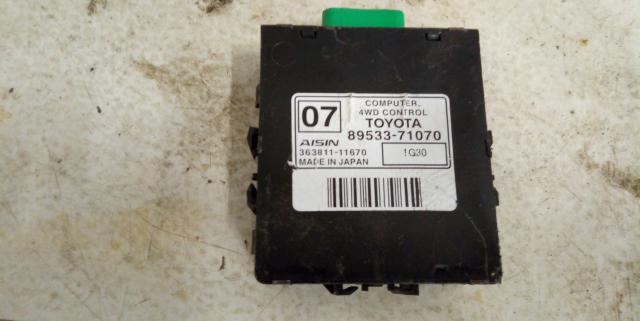 07
COMPUTER,
4WD CONTROL
TOYOTA
89533-71070
AISIN
363811-11670
MADE IN JAPAN
1G30